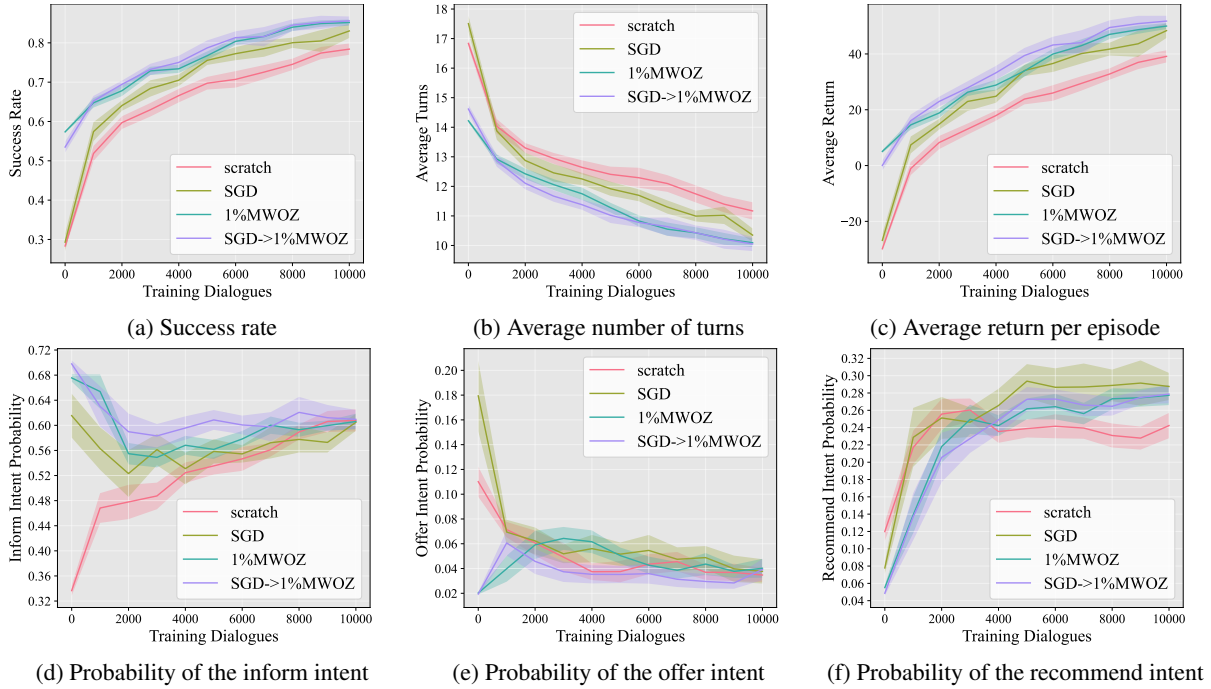 Success Rate
0.8
0.7
0.6
0.5
0.4
0.3
0 2000 4000 6000 8000 10000
Training Dialogues
scratch
SGD
1%MWOZ
SGD->1%MWOZ
(a) Success rate
Average Turns
18
17
16
15
14
13
12
11
10
0 2000 4000 6000 8000 10000
Training Dialogues
scratch
SGD
1%MWOZ
SGD->1%MWOZ
(b) Average number of turns
Average Return
40
20
0
−20
0 2000 4000 6000 8000 10000
Training Dialogues
scratch
SGD
1%MWOZ
SGD->1%MWOZ
(c) Average return per episode
Inform Intent Probability
0.72
0.68
0.64
0.60
0.56
0.52
0.48
0.44
0.40
0.36
0.32
0 2000 4000 6000 8000 10000
Training Dialogues
scratch
SGD
1%MWOZ
SGD->1%MWOZ
(d) Probability of the inform intent
Offer Intent Probability
0.20
0.18
0.16
0.14
0.12
0.10
0.08
0.06
0.04
0.02
0 2000 4000 6000 8000 10000
Training Dialogues
scratch
SGD
1%MWOZ
SGD->1%MWOZ
(e) Probability of the offer intent
Recommend Intent Probability
0.32
0.30
0.28
0.26
0.24
0.22
0.20
0.18
0.16
0.14
0.12
0.11
0.09
0.08
0.06
0.04
0 2000 4000 6000 8000 10000
Training Dialogues
scratch
SGD
1%MWOZ
SGD->1%MWOZ
(f) Probability of the recommend intent